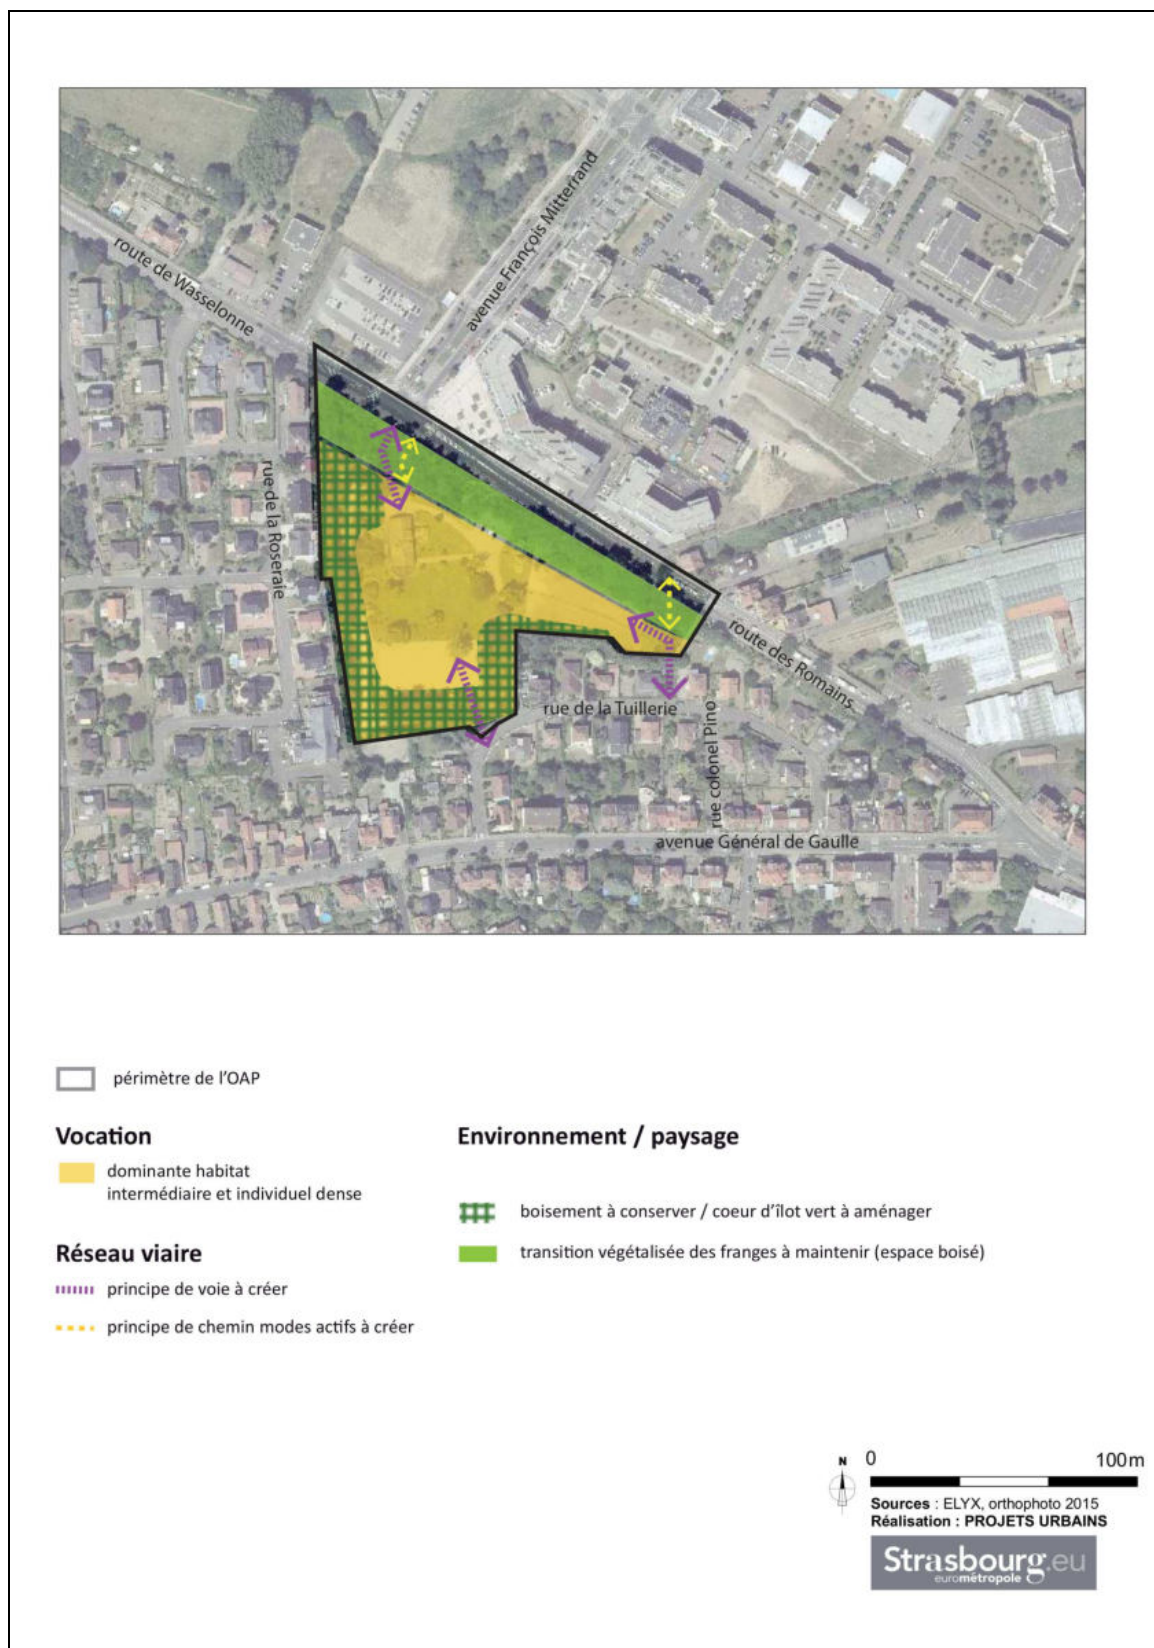 route de Wasselonne
avenue François Mitterrand
rue de la Roseraie
route des Romains
rue de la Tuillerie
rue colonel Pino
avenue Général de Gaulle
périmètre de l'OAP
Vocation
dominante habitat
intermédiaire et individuel dense
Réseau viaire
principe de voie à créer
principe de chemin modes actifs à créer
Environnement / paysage
boisement à conserver / coeur d'îlot vert à aménager
transition végétalisée des franges à maintenir (espace boisé)
N
0 100m
Sources : ELYX, orthophoto 2015
Réalisation : PROJETS URBAINS
Strasbourg.eu
eurométropole